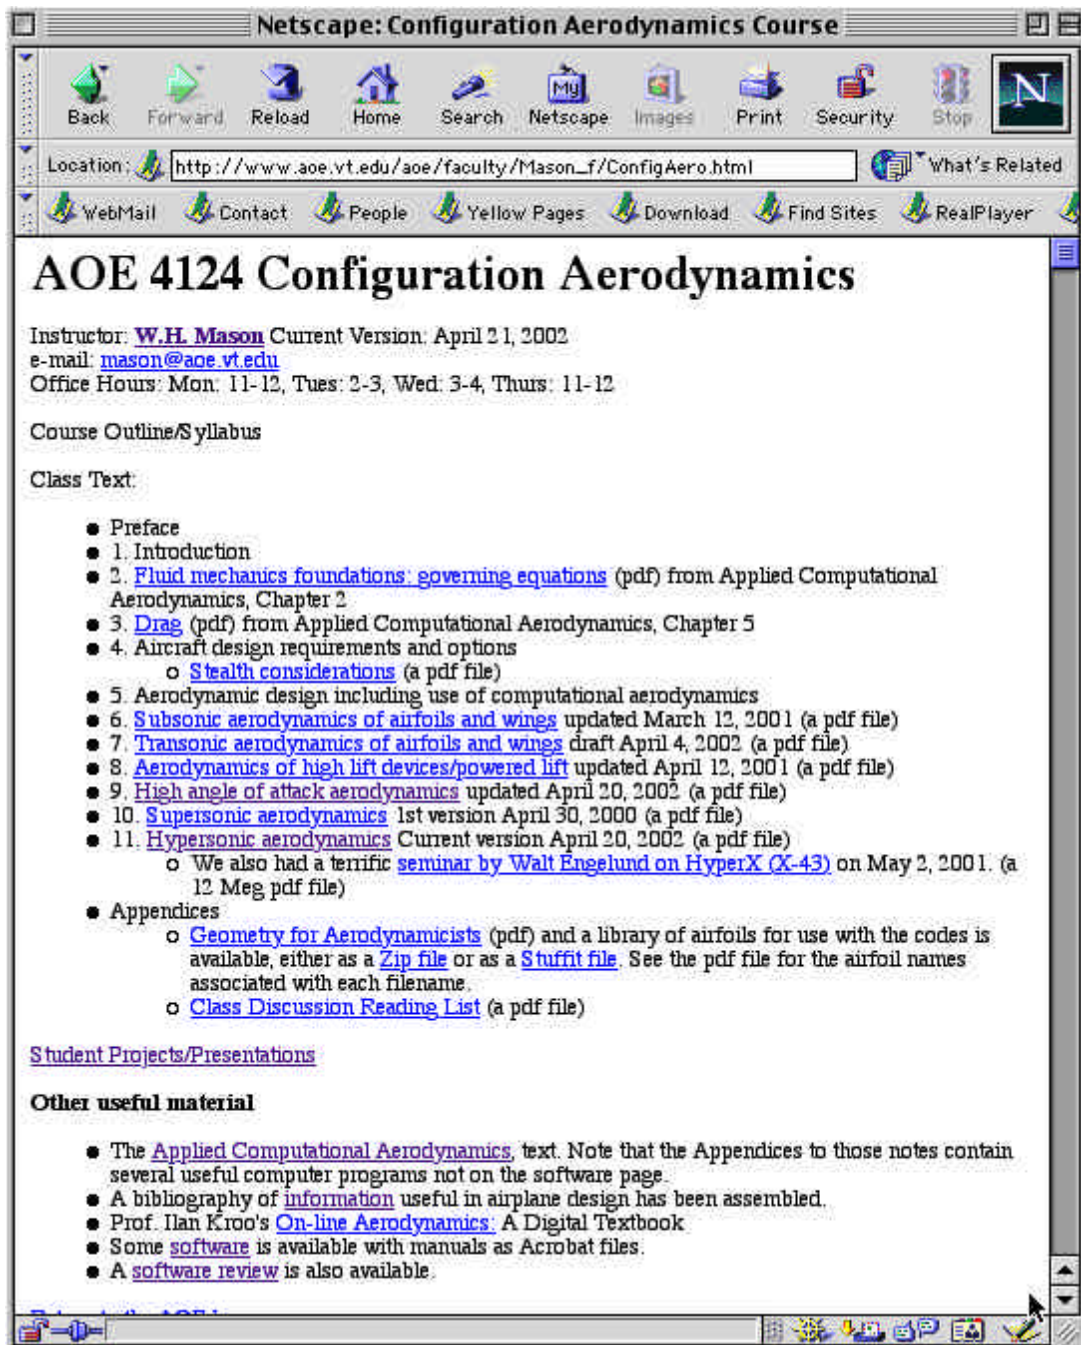 Netscape: Configuration Aerodynamics Course
Back Forward Reload Home Search Netscape Images Print Security Stop N
My
Location: http://www.aoe.vt.edu/aoe/faculty/Mason_f/ConfigAero.html What's Related
WebMail Contact People Yellow Pages Download Find Sites RealPlayer
AOE 4124 Configuration Aerodynamics
Instructor: W.H. Mason Current Version: April 21, 2002
e-mail: mason@aoe.vt.edu
Office Hours: Mon: 11-12, Tues: 2-3, Wed: 3-4, Thurs: 11-12
Course Outline/Syllabus
Class Text:
Preface
1. Introduction
2. Fluid mechanics foundations: governing equations (pdf) from Applied Computational
Aerodynamics, Chapter 2
3. Drag (pdf) from Applied Computational Aerodynamics, Chapter 5
4. Aircraft design requirements and options
Stealth considerations (a pdf file)
5. Aerodynamic design including use of computational aerodynamics
6. Subsonic aerodynamics of airfoils and wings updated March 12, 2001 (a pdf file)
7. Transonic aerodynamics of airfoils and wings draft April 4, 2002 (a pdf file)
8. Aerodynamics of high lift devices/powered lift updated April 12, 2001 (a pdf file)
9. High angle of attack aerodynamics updated April 20, 2002 (a pdf file)
10. Supersonic aerodynamics 1st version April 30, 2000 (a pdf file)
11. Hypersonic aerodynamics Current version April 20, 2002 (a pdf file)
We also had a terrific seminar by Walt Engelund on HyperX (X-43) on May 2, 2001. (a
12 Meg pdf file)
Appendices
Geometry for Aerodynamicists (pdf) and a library of airfoils for use with the codes is
available, either as a Zip file or as a Stuffit file. See the pdf file for the airfoil names
associated with each filename.
Class Discussion Reading List (a pdf file)
Student Projects/Presentations
Other useful material
The Applied Computational Aerodynamics, text. Note that the Appendices to those notes contain
several useful computer programs not on the software page.
A bibliography of information useful in airplane design has been assembled.
Prof. Ilan Kroo's On-line Aerodynamics: A Digital Textbook
Some software is available with manuals as Acrobat files.
A software review is also available.